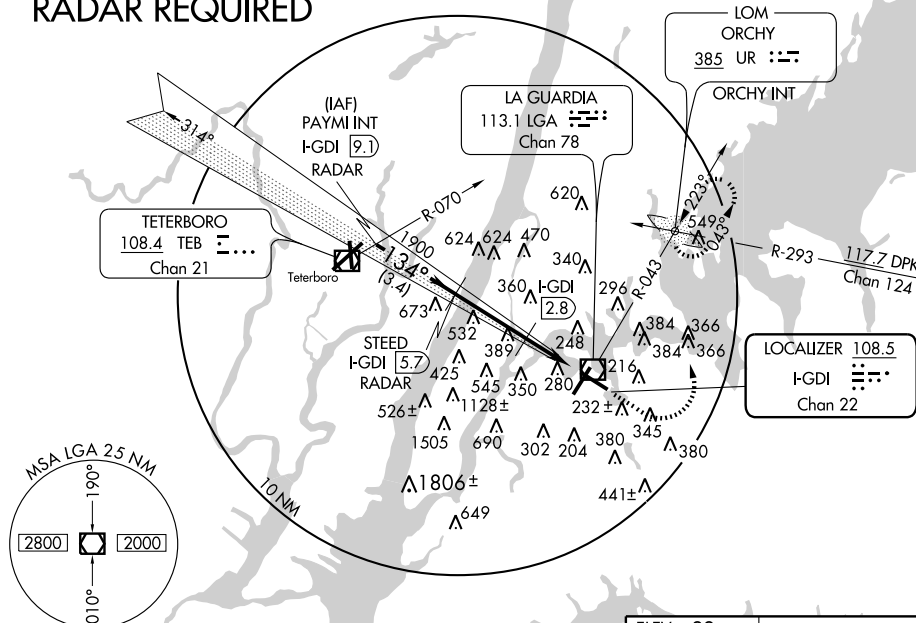 RADAR REQUIRED
LOM
ORCHY
385 UR
ORCHY INT
(IAF)
PAYMI INT
I-GDI 9.1
RADAR
LA GUARDIA
113.1 LGA
Chan 78
314°
R-070
TETERBORO
108.4 TEB
Chan 21
Teterboro
1900
134°
(3.4)
620
624
624
470
340
360
I-GDI
2.8
296
R-043
223°
043°
549
R-293
117.7 DPK
Chan 124
673
532
389
248
384
384
366
366
STEED
I-GDI 5.7
RADAR
425
545
350
280
216
LOCALIZER 108.5
I-GDI
Chan 22
526±
1128±
232±
345
1505
690
302
204
380
380
1806±
441±
649
10 NM
MSA LGA 25 NM
190°
2800
2000
010°